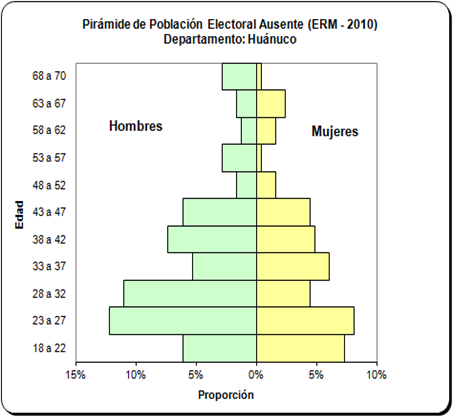 Pirámide de Población Electoral Ausente (ERM - 2010)
Departamento: Huánuco
68 a 70
63 a 67
58 a 62
53 a 57
48 a 52
43 a 47
38 a 42
33 a 37
28 a 32
23 a 27
18 a 22
Edad
Hombres
Mujeres
15% 10% 5% 0% 5% 10%
Proporción